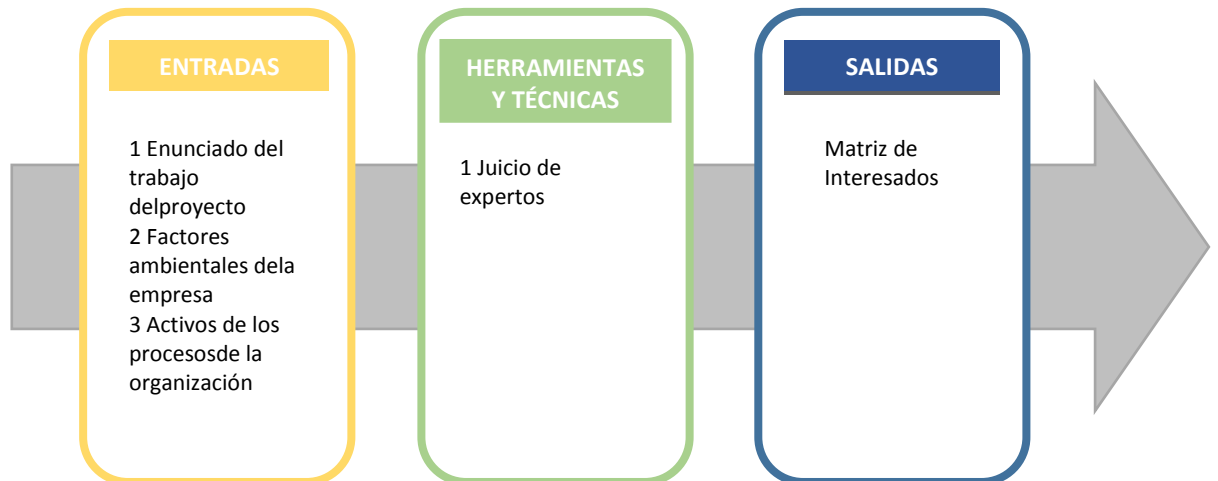 ENTRADAS
1 Enunciado del
trabajo
delproyecto
2 Factores
ambientales dela
empresa
3 Activos de los
procesosde la
organización
HERRAMIENTAS
Y TÉCNICAS
1 Juicio de
expertos
SALIDAS
Matriz de
Interesados